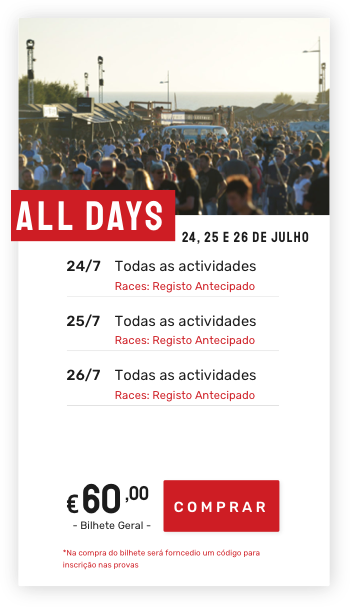 ALL DAYS
24, 25 E 26 DE JULHO
24/7 Todas as actividades
Races: Registo Antecipado
25/7 Todas as actividades
Races: Registo Antecipado
26/7 Todas as actividades
Races: Registo Antecipado
€60,00
- Bilhete Geral -
COMPRAR
*Na compra do bilhete será forncedio um código para
inscrição nas provas